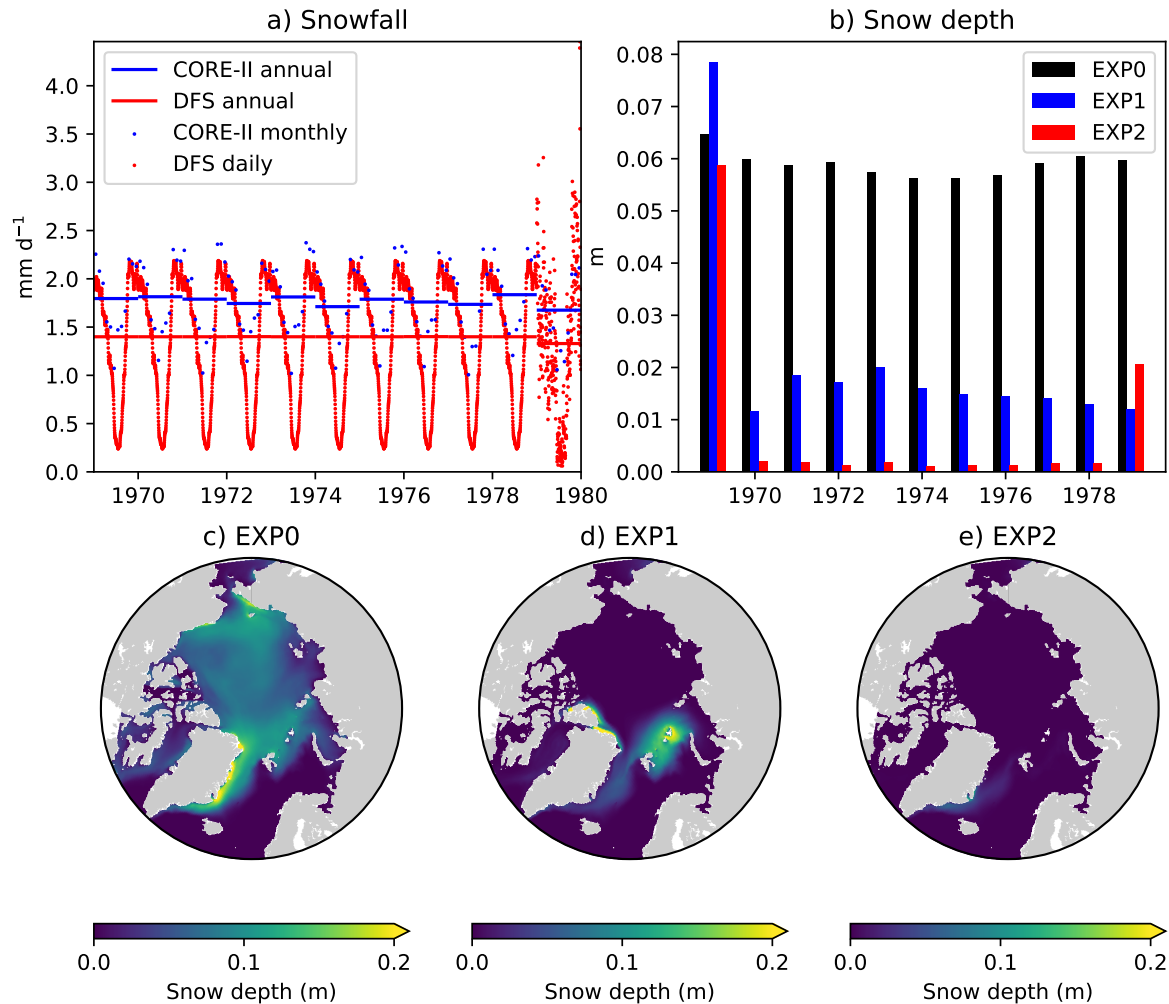 a) Snowfall
mm d⁻¹
4.0
3.5
3.0
2.5
2.0
1.5
1.0
0.5
0.0
CORE-II annual
DFS annual
CORE-II monthly
DFS daily
1970 1972 1974 1976 1978 1980
b) Snow depth
m
0.08
0.07
0.06
0.05
0.04
0.03
0.02
0.01
0.00
EXP0
EXP1
EXP2
1970 1972 1974 1976 1978
c) EXP0
d) EXP1
e) EXP2
0.0 0.1 0.2
Snow depth (m)
0.0 0.1 0.2
Snow depth (m)
0.0 0.1 0.2
Snow depth (m)